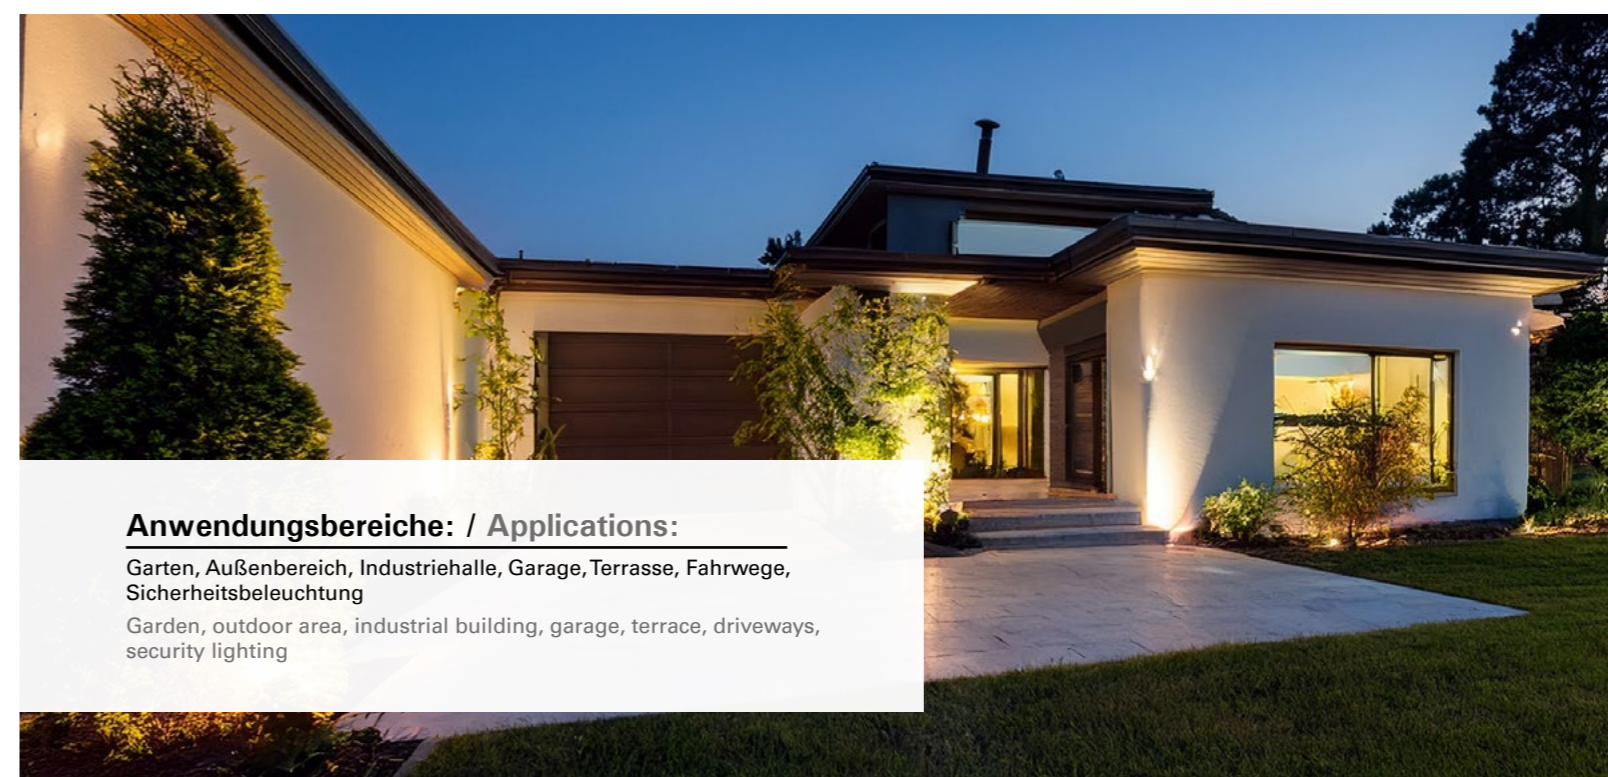 Anwendungsbereiche: / Applications:
Garten, Außenbereich, Industriehalle, Garage, Terrasse, Fahrwege,
Sicherheitsbeleuchtung
Garden, outdoor area, industrial building, garage, terrace, driveways,
security lighting